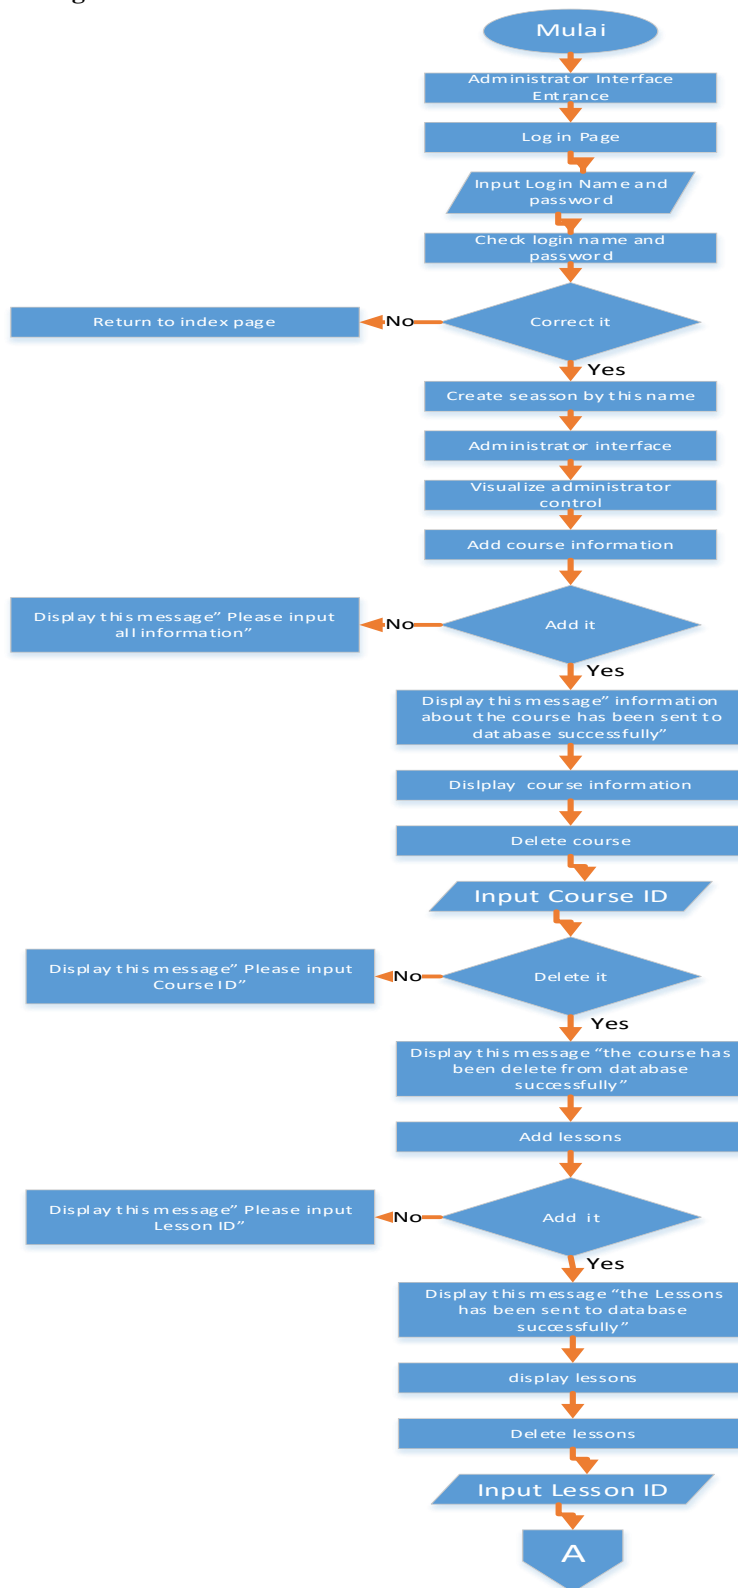 Mulai
Administrator Interface
Entrance
Log in Page
Input Login Name and
password
Check login name and
password
Correct it
No
Return to index page
Yes
Create seasson by this name
Administrator interface
Visualize administrator
control
Add course information
Add it
No
Display this message” Please input
all information”
Yes
Display this message” information
about the course has been sent to
database successfully”
Dislplay course information
Delete course
Input Course ID
Delete it
No
Display this message” Please input
Course ID”
Yes
Display this message “the course has
been delete from database
successfully”
Add lessons
Add it
No
Display this message” Please input
Lesson ID”
Yes
Display this message “the Lessons
has been sent to database
successfully”
display lessons
Delete lessons
Input Lesson ID
A